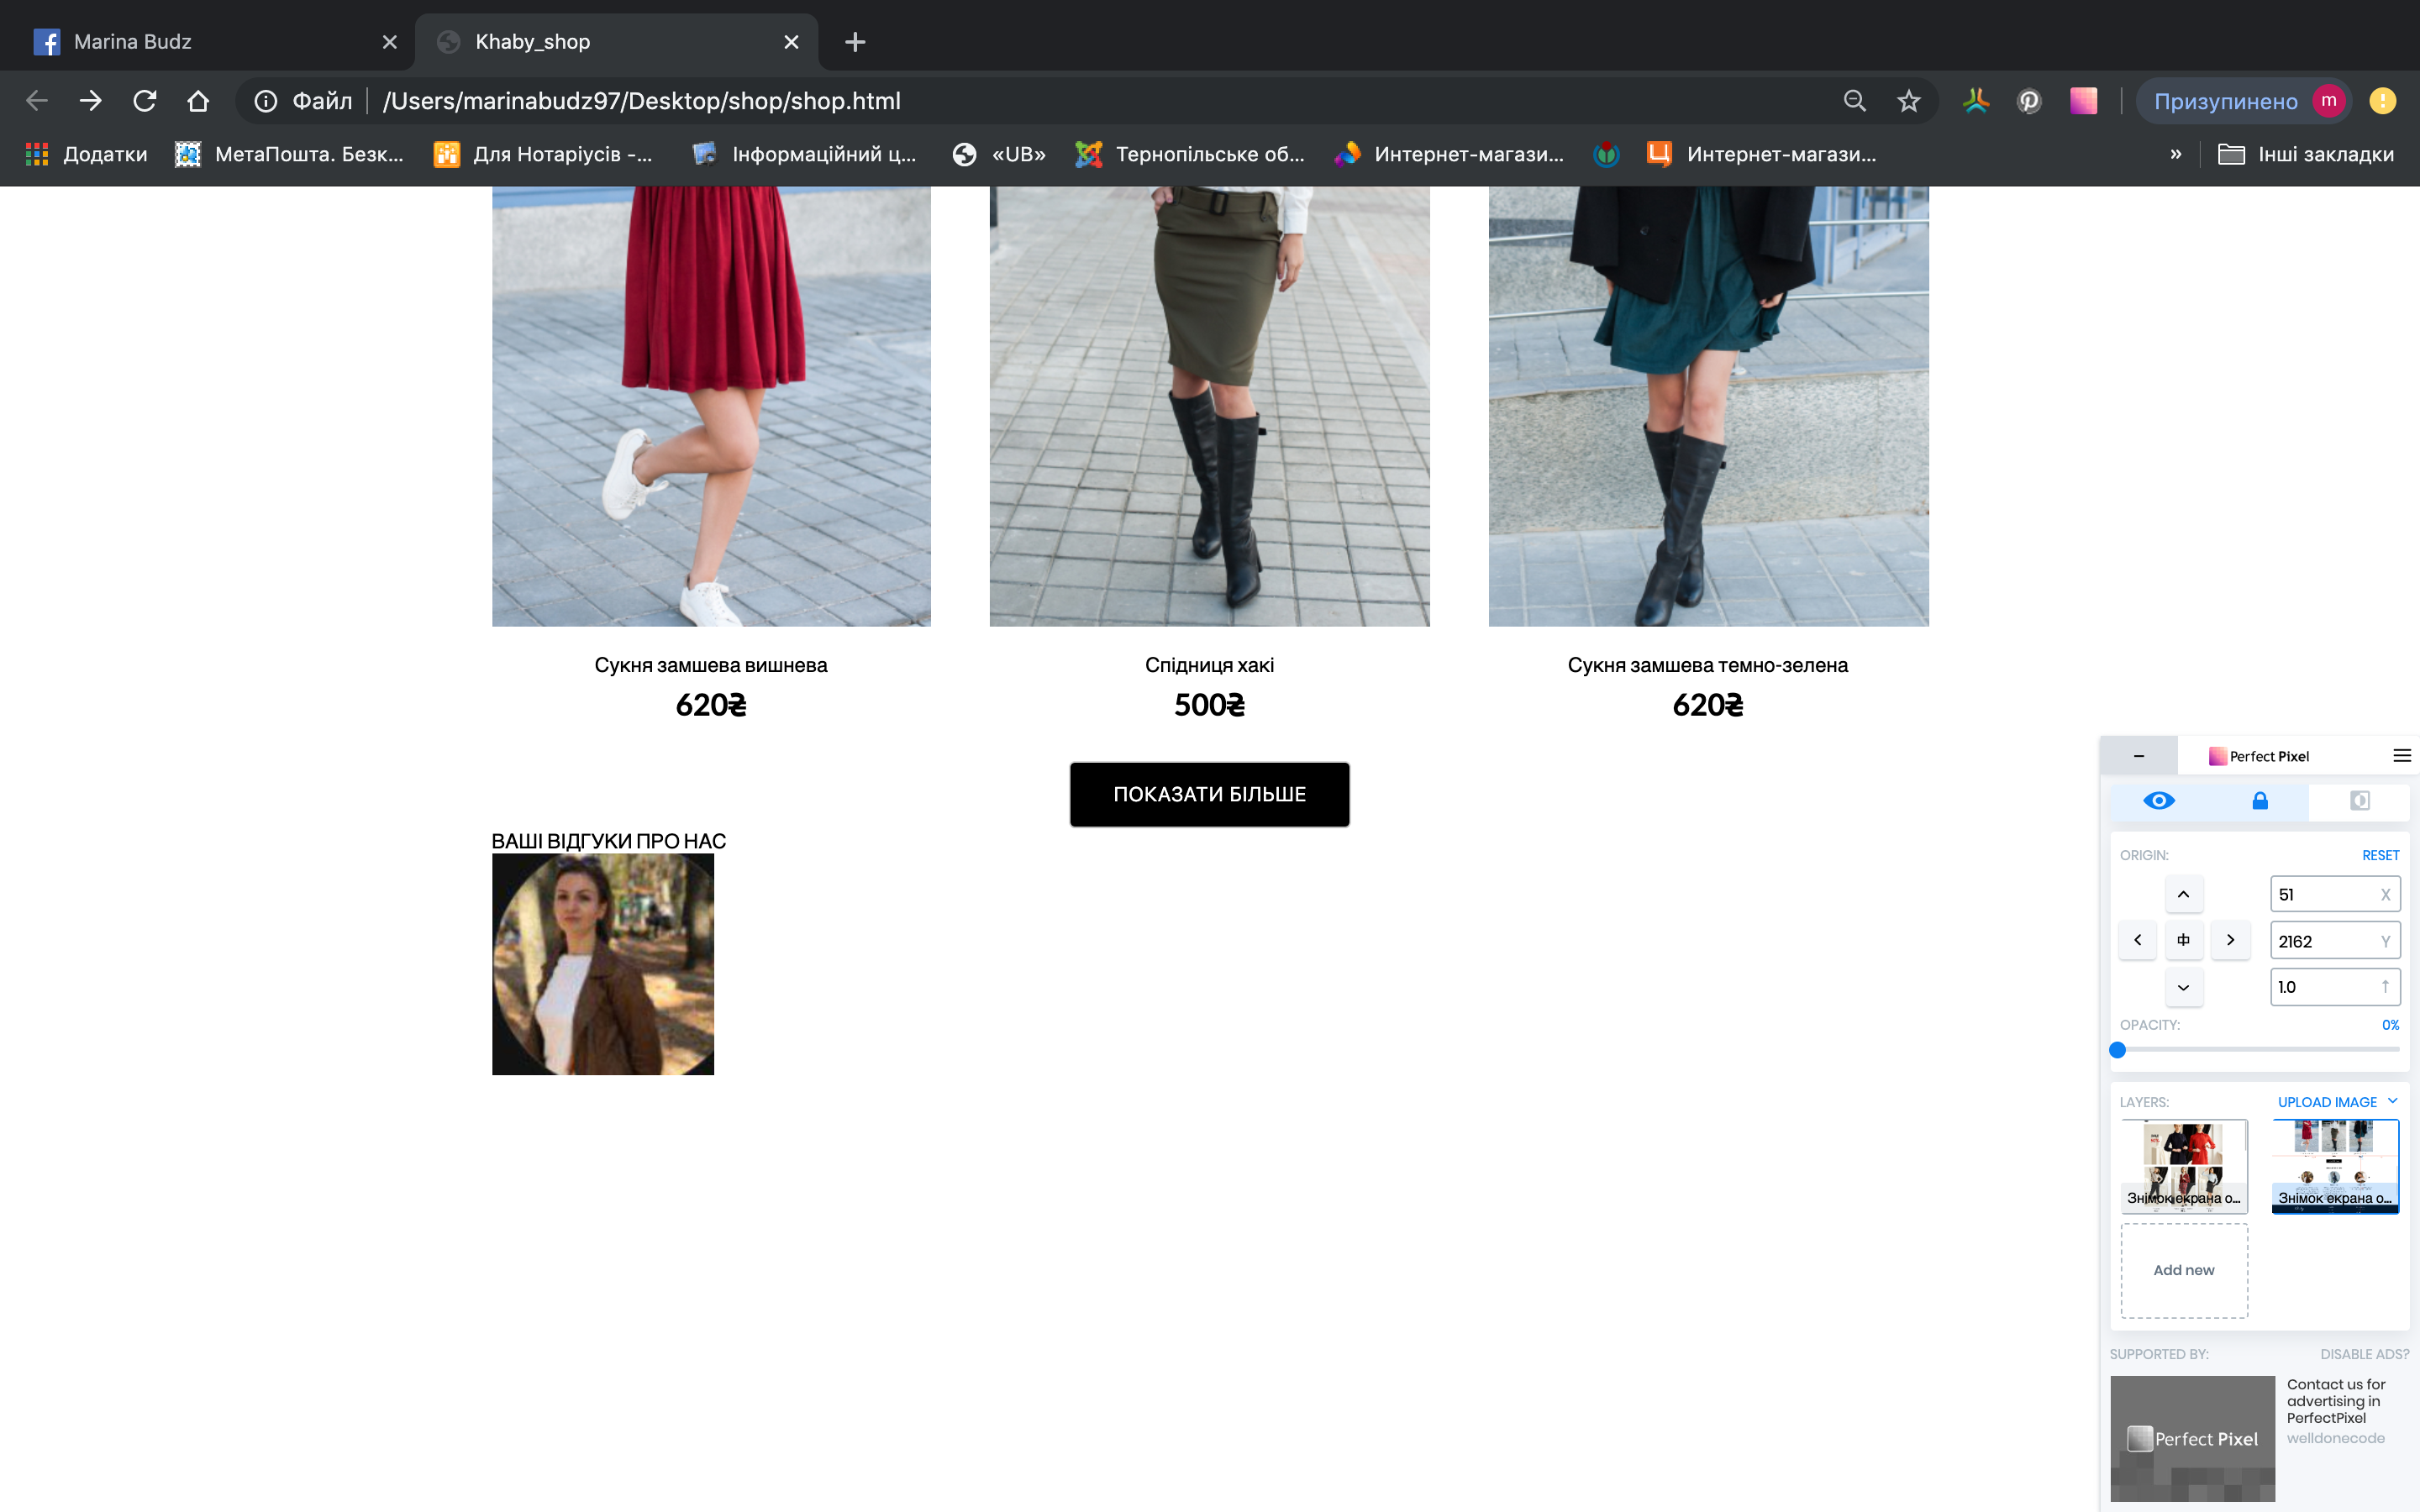 Marina Budz
Khaby_shop
Файл
/Users/marinabudz97/Desktop/shop/shop.html
Призупинено
m
Додатки
МетаПошта. Безк...
Для Нотаріусів -...
Інформаційний ц...
«UB»
Тернопільське об...
Интернет-магази...
Интернет-магази...
»
Інші закладки
Сукня замшева вишнева
620₴
Спідниця хакі
500₴
Сукня замшева темно-зелена
620₴
ПОКАЗАТИ БІЛЬШЕ
ВАШІ ВІДГУКИ ПРО НАС
Perfect Pixel
ORIGIN:
RESET
51 X
2162 Y
1.0
OPACITY:
0%
LAYERS:
UPLOAD IMAGE
Знімок екрана о...
Знімок екрана о...
Add new
SUPPORTED BY:
DISABLE ADS?
Perfect Pixel
Contact us for
advertising in
PerfectPixel
welldonecode